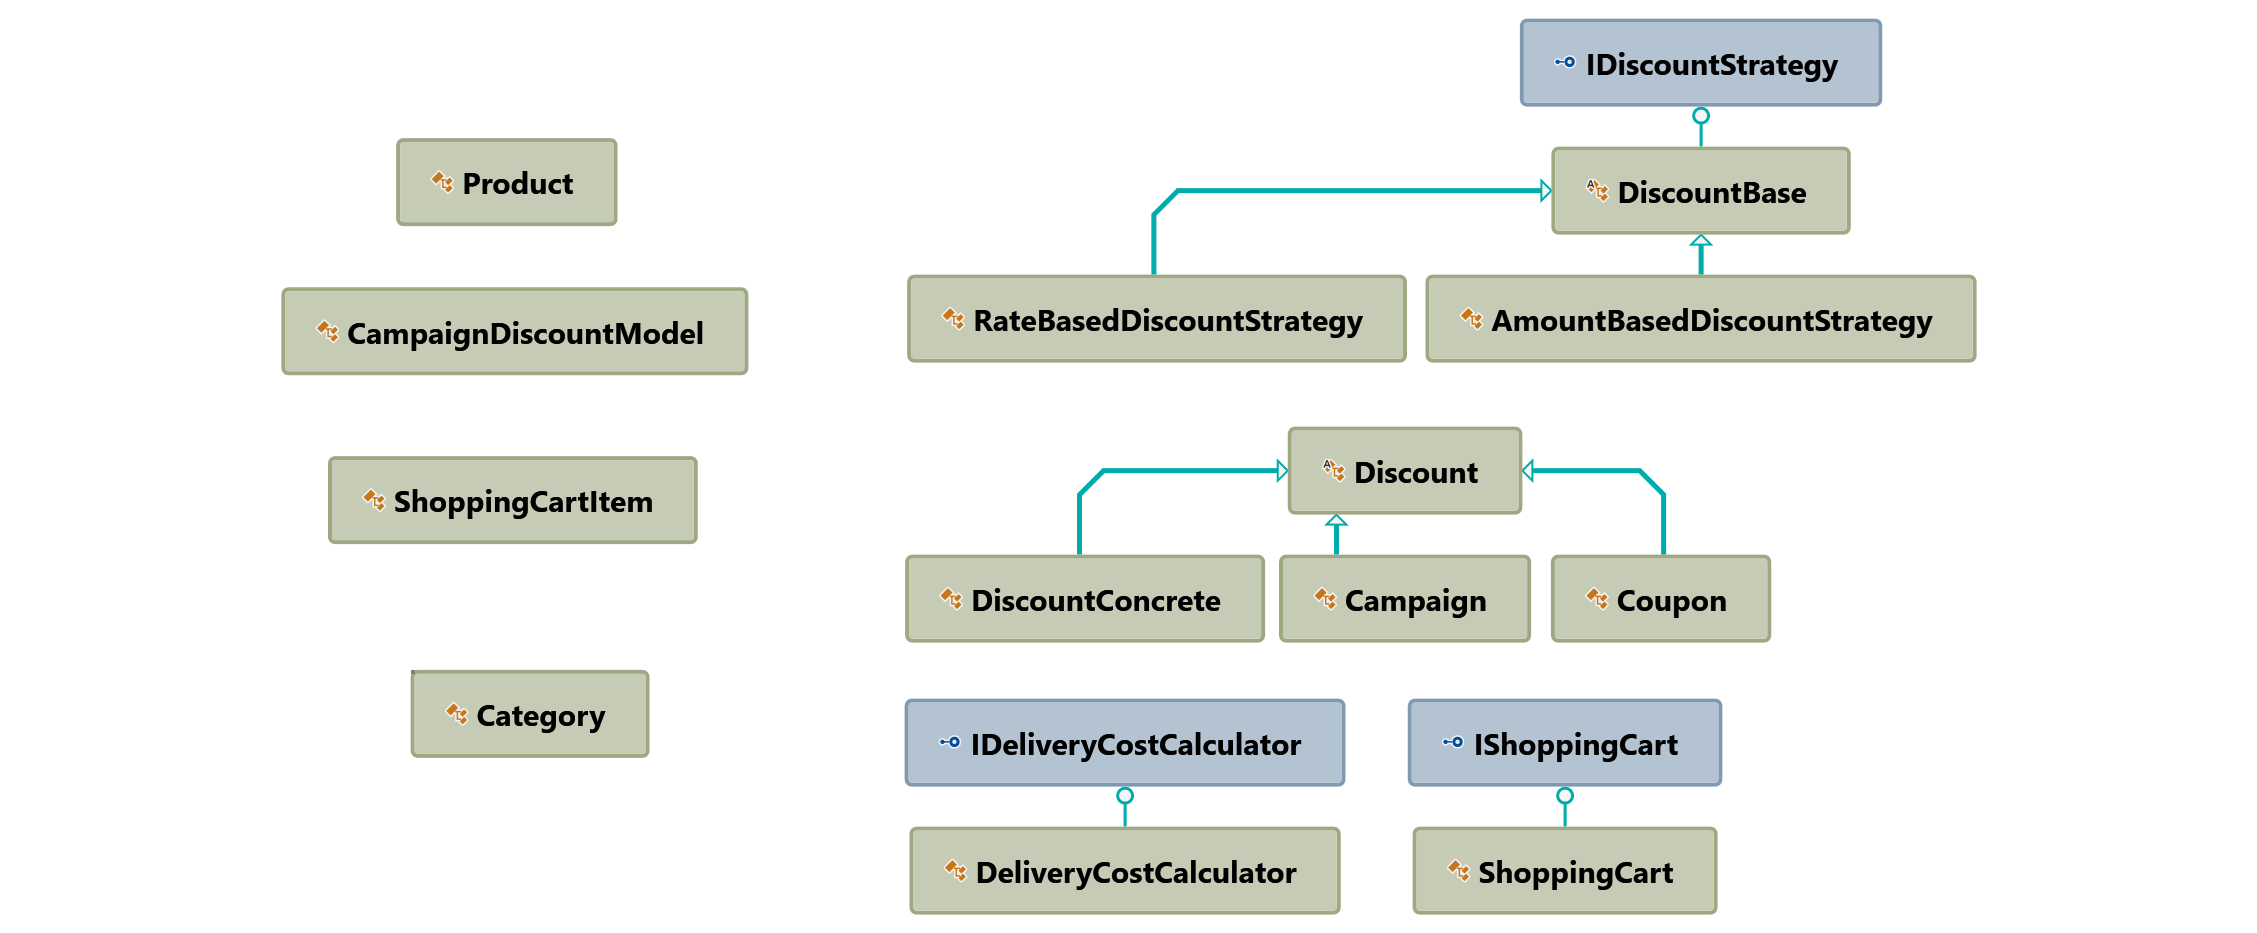 IDiscountStrategy
Product
DiscountBase
CampaignDiscountModel
RateBasedDiscountStrategy
AmountBasedDiscountStrategy
ShoppingCartItem
Discount
DiscountConcrete
Campaign
Coupon
Category
IDeliveryCostCalculator
IShoppingCart
DeliveryCostCalculator
ShoppingCart